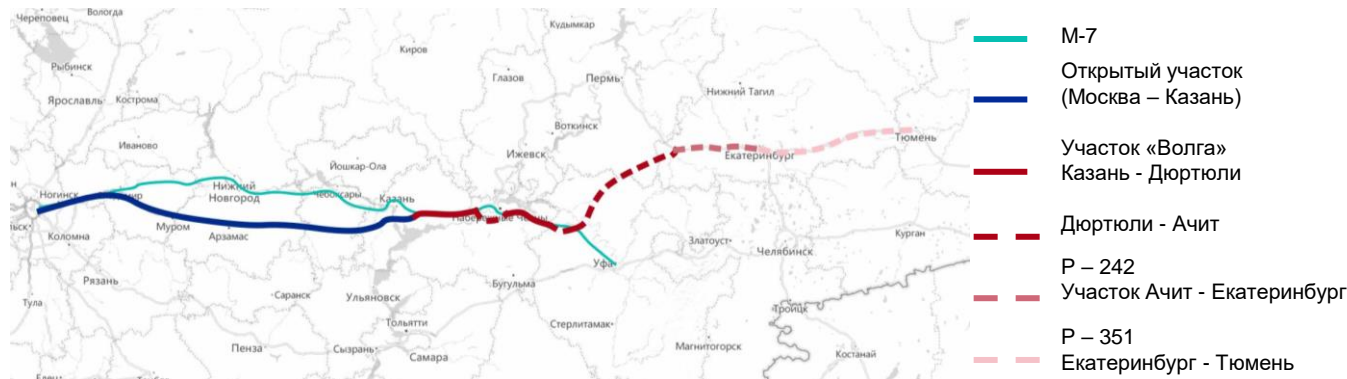 Череповец
Вологда
Кудымкар
Киров
Рыбинск
Глазов
Пермь
Нижний Тагил
Ярославль
Кострома
Воткинск
Иваново
Екатеринбург
Тюмень
Йошкар-Ола
Ижевск
Ногинск
Нижний
Новгород
Чебоксары
Казань
Набережные Челны
Муром
Арзамас
Коломна
Златоуст
Челябинск
Курган
Уфа
Рязань
Саранск
Ульяновск
Бугульма
Тула
Троицк
Тольятти
Стерлитамак
Пенза
Сызрань
Самара
Магнитогорск
Костанай
М-7
Открытый участок
(Москва – Казань)
Участок «Волга»
Казань - Дюртюли
Дюртюли - Ачит
Р – 242
Участок Ачит - Екатеринбург
Р – 351
Екатеринбург - Тюмень